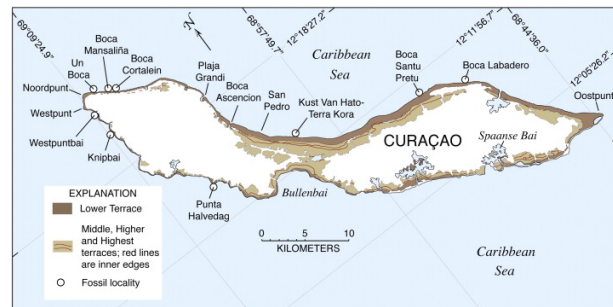 69°09'24.9"
68°57'49.7"
12°18'27.2"
12°11'56.7"
68°44'36.0"
12°05'26.2"
N
Un
Boca
Boca
Mansaliña
Boca
Cortalein
Noordpunt
Westpunt
Westpuntbai
Knipbai
Plaja
Grandi
Boca
Ascencion
San
Pedro
Kust Van Hato-
Terra Kora
Caribbean
Sea
Boca
Santu
Pretu
Boca Labadero
Oostpunt
CURAÇAO
Spaanse Bai
Bullenbai
Punta
Halvedag
EXPLANATION
Lower Terrace
Middle, Higher
and Highest
terraces; red lines
are inner edges
Fossil locality
0 5 10
KILOMETERS
Caribbean
Sea